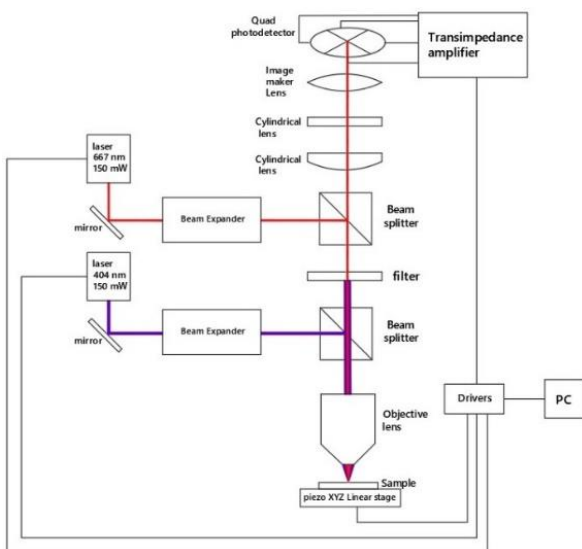 Quad
photodetector
Transimpedance
amplifier
Image
maker
Lens
Cylindrical
lens
Cylindrical
lens
laser
667 nm
150 mW
mirror
Beam Expander
Beam
splitter
filter
laser
404 nm
150 mW
mirror
Beam Expander
Beam
splitter
Objective
lens
Drivers
PC
Sample
piezo XYZ Linear stage